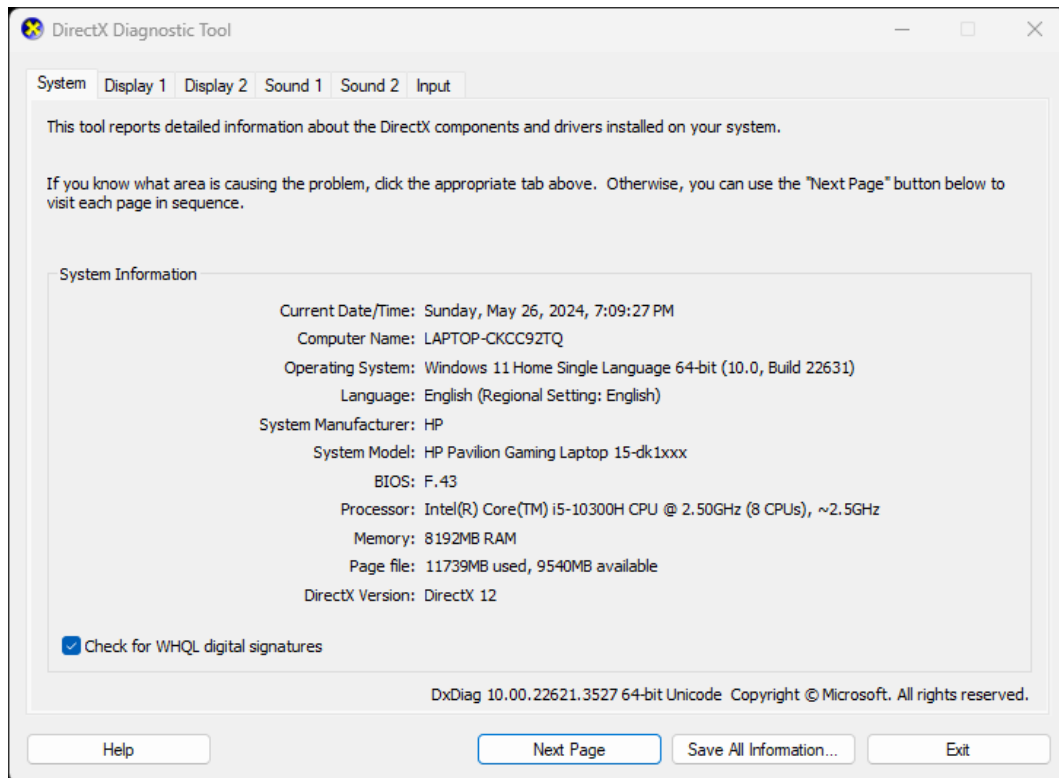 DirectX Diagnostic Tool
System Display 1 Display 2 Sound 1 Sound 2 Input
This tool reports detailed information about the DirectX components and drivers installed on your system.
If you know what area is causing the problem, click the appropriate tab above. Otherwise, you can use the "Next Page" button below to
visit each page in sequence.
System Information
Current Date/Time: Sunday, May 26, 2024, 7:09:27 PM
Computer Name: LAPTOP-CKCC92TQ
Operating System: Windows 11 Home Single Language 64-bit (10.0, Build 22631)
Language: English (Regional Setting: English)
System Manufacturer: HP
System Model: HP Pavilion Gaming Laptop 15-dk1xxx
BIOS: F.43
Processor: Intel(R) Core(TM) i5-10300H CPU @ 2.50GHz (8 CPUs), ~2.5GHz
Memory: 8192MB RAM
Page file: 11739MB used, 9540MB available
DirectX Version: DirectX 12
Check for WHQL digital signatures
DxDiag 10.00.22621.3527 64-bit Unicode Copyright © Microsoft. All rights reserved.
Help Next Page Save All Information... Exit